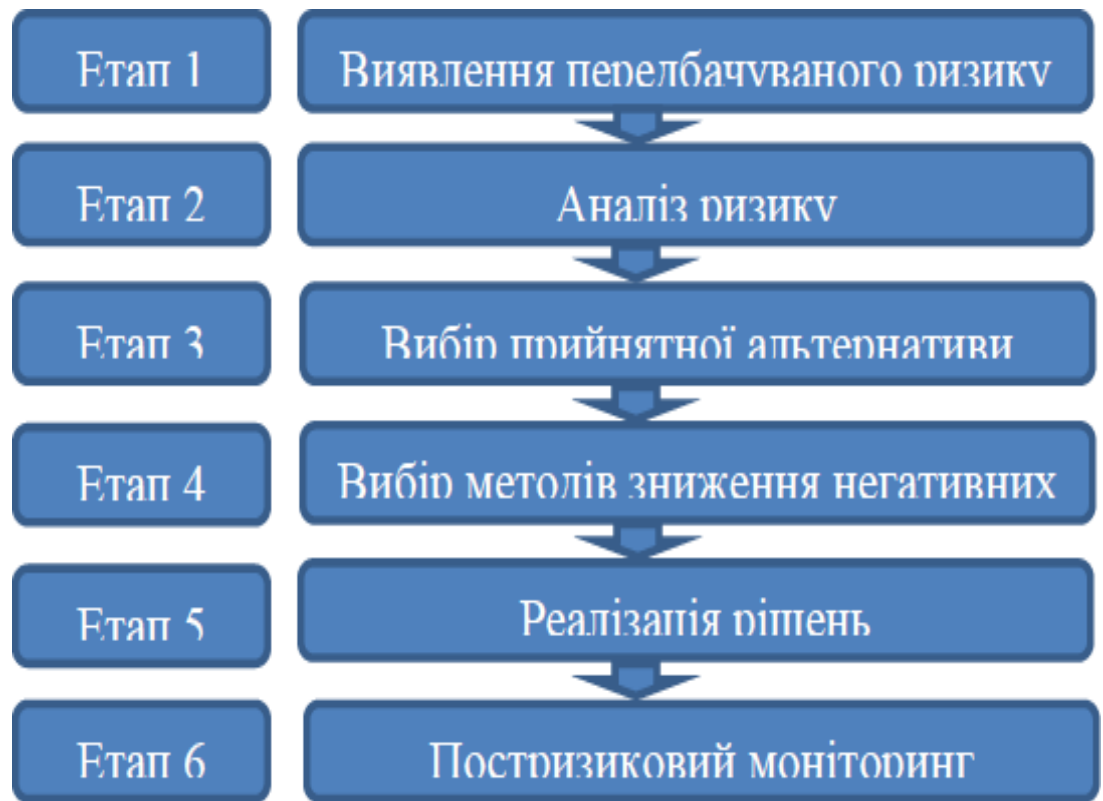 Етап 1
Виявлення передбачуваного ризику
Етап 2
Аналіз ризику
Етап 3
Вибір прийнятної альтернативи
Етап 4
Вибір методів зниження негативних
Етап 5
Реалізація рішень
Етап 6
Постризиковий моніторинг